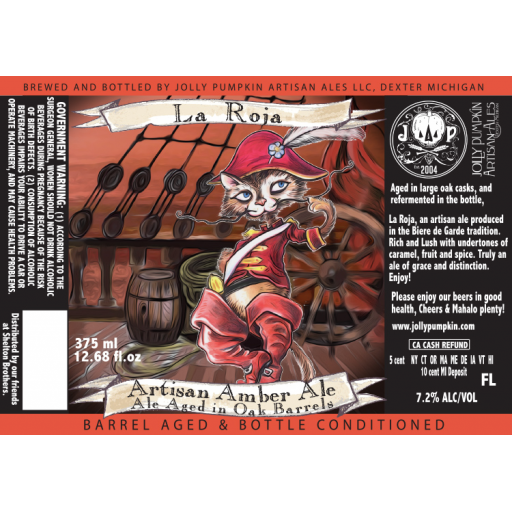 BREWED AND BOTTLED BY JOLLY PUMPKIN ARTISAN ALES LLC, DEXTER MICHIGAN
La Roja
GOVERNMENT WARNING: (1) ACCORDING TO THE
SURGEON GENERAL, WOMEN SHOULD NOT DRINK ALCOHOLIC
BEVERAGES DURING PREGNANCY BECAUSE OF THE RISK
OF BIRTH DEFECTS. (2) CONSUMPTION OF ALCOHOLIC
BEVERAGES IMPAIRS YOUR ABILITY TO DRIVE A CAR OR
OPERATE MACHINERY, AND MAY CAUSE HEALTH PROBLEMS.
Distributed by our friends
at Shelton Brothers.
375 ml
12.68 fl.oz
Artisan Amber Ale
Ale Aged in Oak Barrels
J P
Est 2004
JOLLY PUMPKIN
ARTISAN ALES
Aged in large oak casks, and
refermented in the bottle,
La Roja, an artisan ale produced
in the Biere de Garde tradition.
Rich and Lush with undertones of
caramel, fruit and spice. Truly an
ale of grace and distinction.
Enjoy!
Please enjoy our beers in good
health, Cheers & Mahalo plenty!
www.jollypumpkin.com
CA CASH REFUND
5 cent NY CT OR MA ME DE IA VT HI
10 cent MI Deposit
FL
7.2% ALC/VOL
BARREL AGED & BOTTLE CONDITIONED